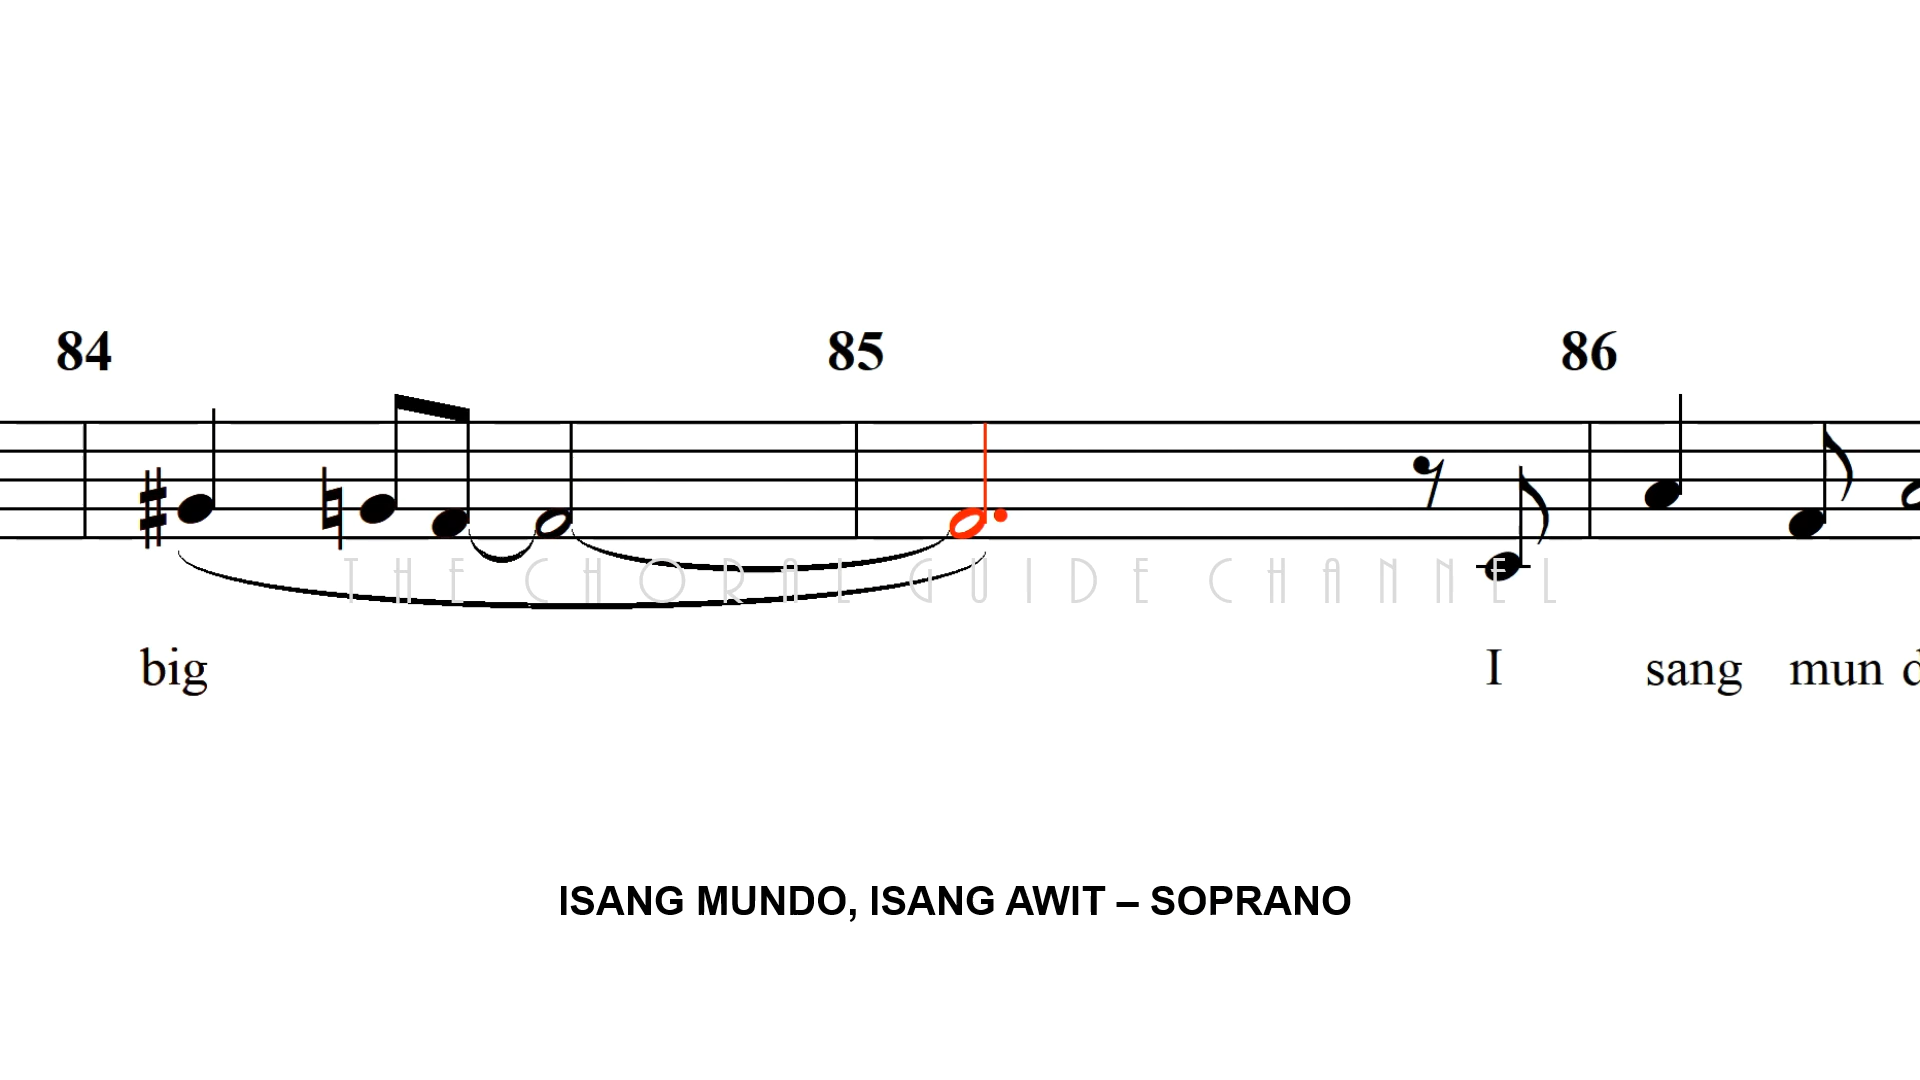 84 85 86
THE CHORAL GUIDE CHANNEL
big I sang mun
ISANG MUNDO, ISANG AWIT – SOPRANO